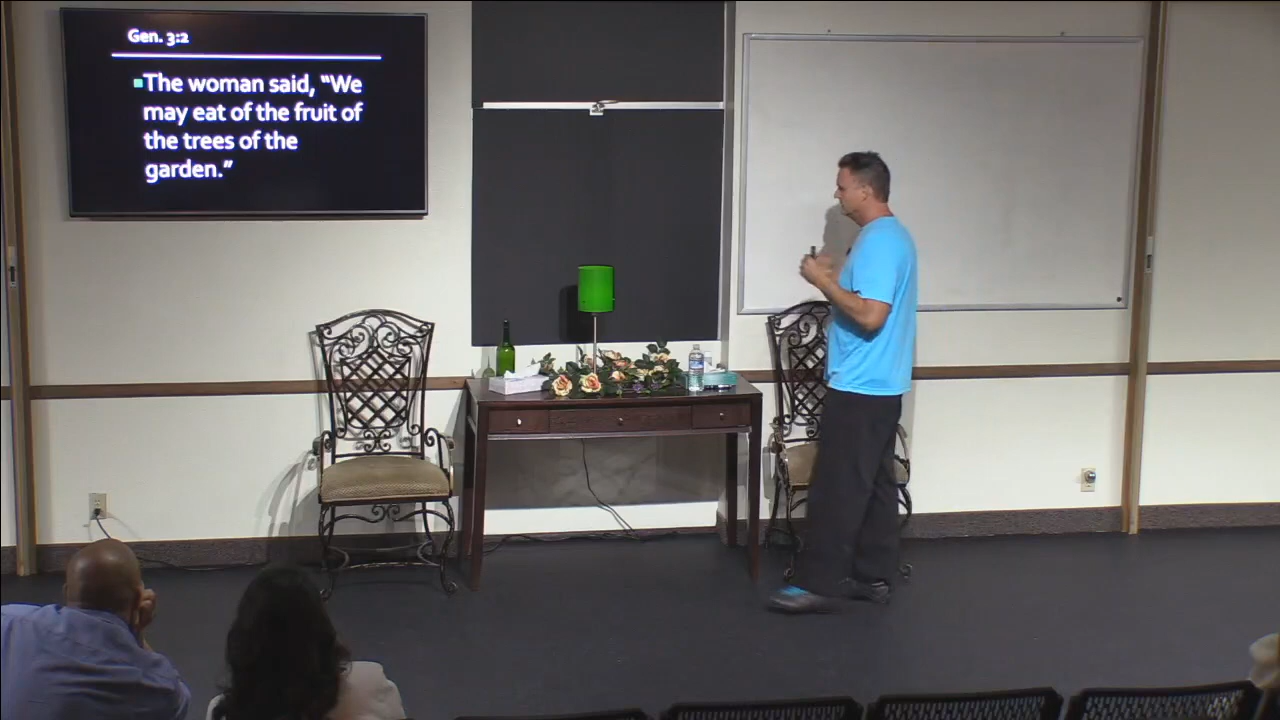 Gen. 3:2
▪The woman said, “We
may eat of the fruit of
the trees of the
garden.”